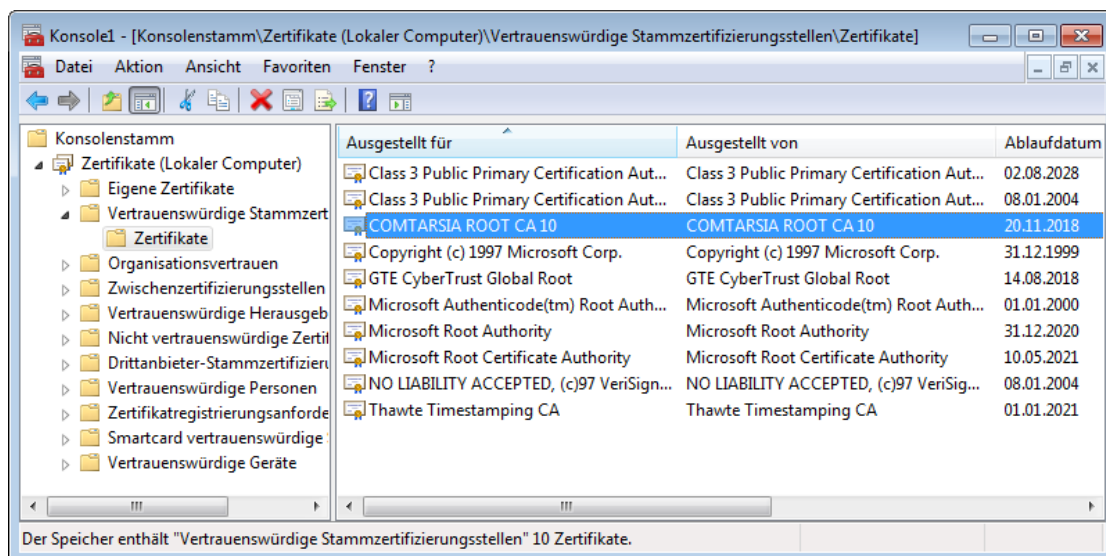 Konsole1 - [Konsolenstamm\Zertifikate (Lokaler Computer)\Vertrauenswürdige Stammzertifizierungsstellen\Zertifikate]
Datei Aktion Ansicht Favoriten Fenster ?
Konsolenstamm
Zertifikate (Lokaler Computer)
Eigene Zertifikate
Vertrauenswürdige Stammzert
Zertifikate
Organisationsvertrauen
Zwischenzertifizierungsstellen
Vertrauenswürdige Herausgeb
Nicht vertrauenswürdige Zertif
Drittanbieter-Stammzertifizieru
Vertrauenswürdige Personen
Zertifikatregistrierungsanforde
Smartcard vertrauenswürdige
Vertrauenswürdige Geräte
Ausgestellt für Ausgestellt von Ablaufdatum
Class 3 Public Primary Certification Aut... Class 3 Public Primary Certification Aut... 02.08.2028
Class 3 Public Primary Certification Aut... Class 3 Public Primary Certification Aut... 08.01.2004
COMTARSIA ROOT CA 10 COMTARSIA ROOT CA 10 20.11.2018
Copyright (c) 1997 Microsoft Corp. Copyright (c) 1997 Microsoft Corp. 31.12.1999
GTE CyberTrust Global Root GTE CyberTrust Global Root 14.08.2018
Microsoft Authenticode(tm) Root Auth... Microsoft Authenticode(tm) Root Auth... 01.01.2000
Microsoft Root Authority Microsoft Root Authority 31.12.2020
Microsoft Root Certificate Authority Microsoft Root Certificate Authority 10.05.2021
NO LIABILITY ACCEPTED, (c)97 VeriSign... NO LIABILITY ACCEPTED, (c)97 VeriSig... 08.01.2004
Thawte Timestamping CA Thawte Timestamping CA 01.01.2021
Der Speicher enthält "Vertrauenswürdige Stammzertifizierungsstellen" 10 Zertifikate.